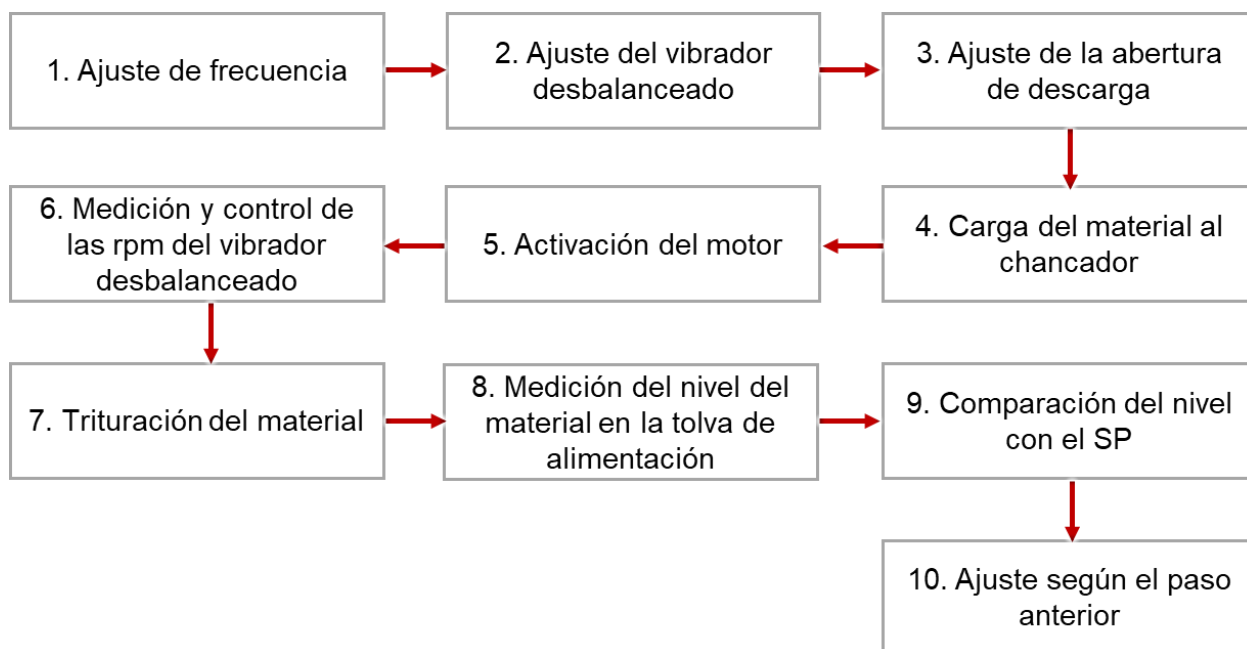 1. Ajuste de frecuencia
2. Ajuste del vibrador
desbalanceado
3. Ajuste de la abertura
de descarga
4. Carga del material al
chancador
5. Activación del motor
6. Medición y control de
las rpm del vibrador
desbalanceado
7. Trituración del material
8. Medición del nivel del
material en la tolva de
alimentación
9. Comparación del nivel
con el SP
10. Ajuste según el paso
anterior